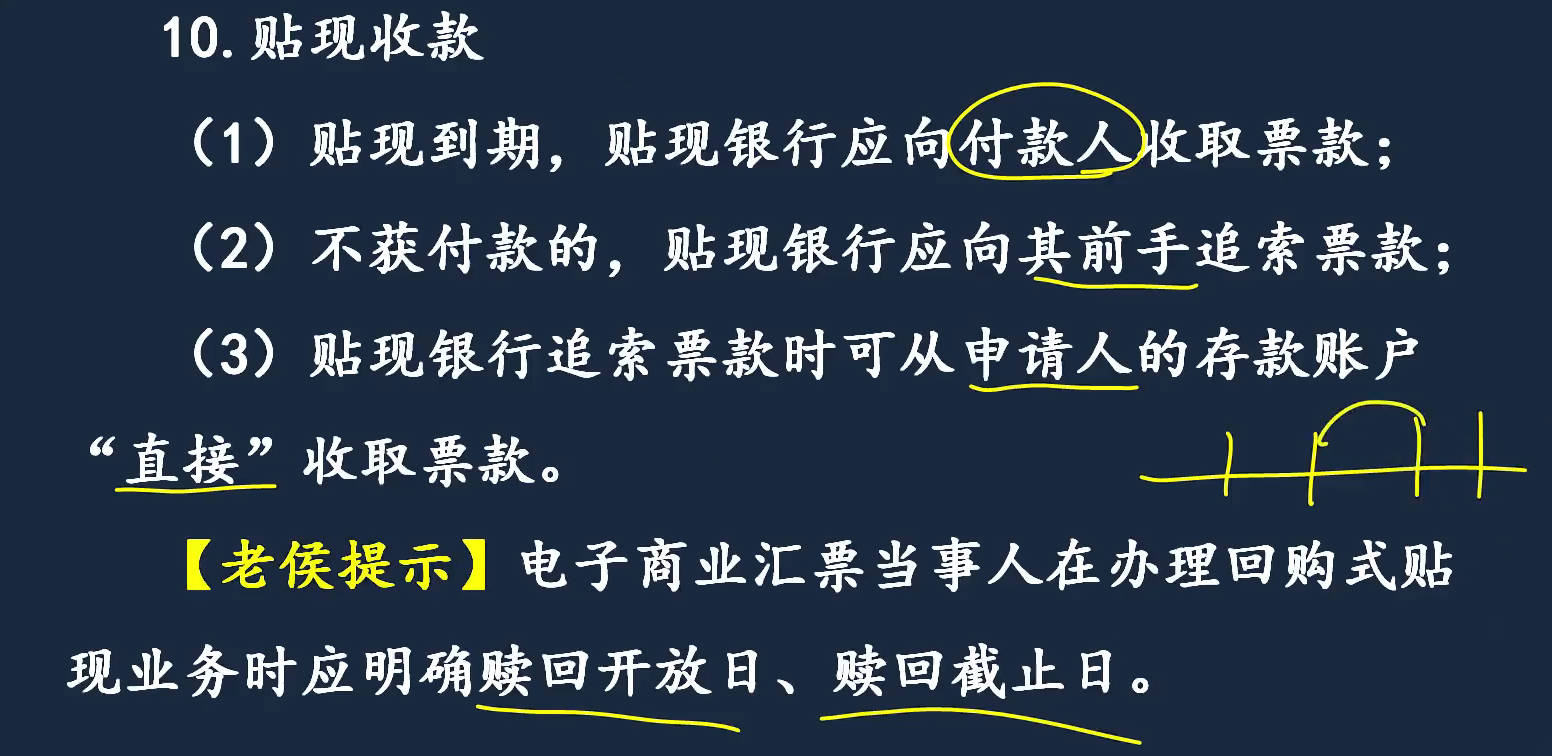 10.贴现收款
（1）贴现到期，贴现银行应向付款人收取票款；
（2）不获付款的，贴现银行应向其前手追索票款；
（3）贴现银行追索票款时可从申请人的存款账户
“直接”收取票款。
【老侯提示】电子商业汇票当事人在办理回购式贴
现业务时应明确赎回开放日、赎回截止日。